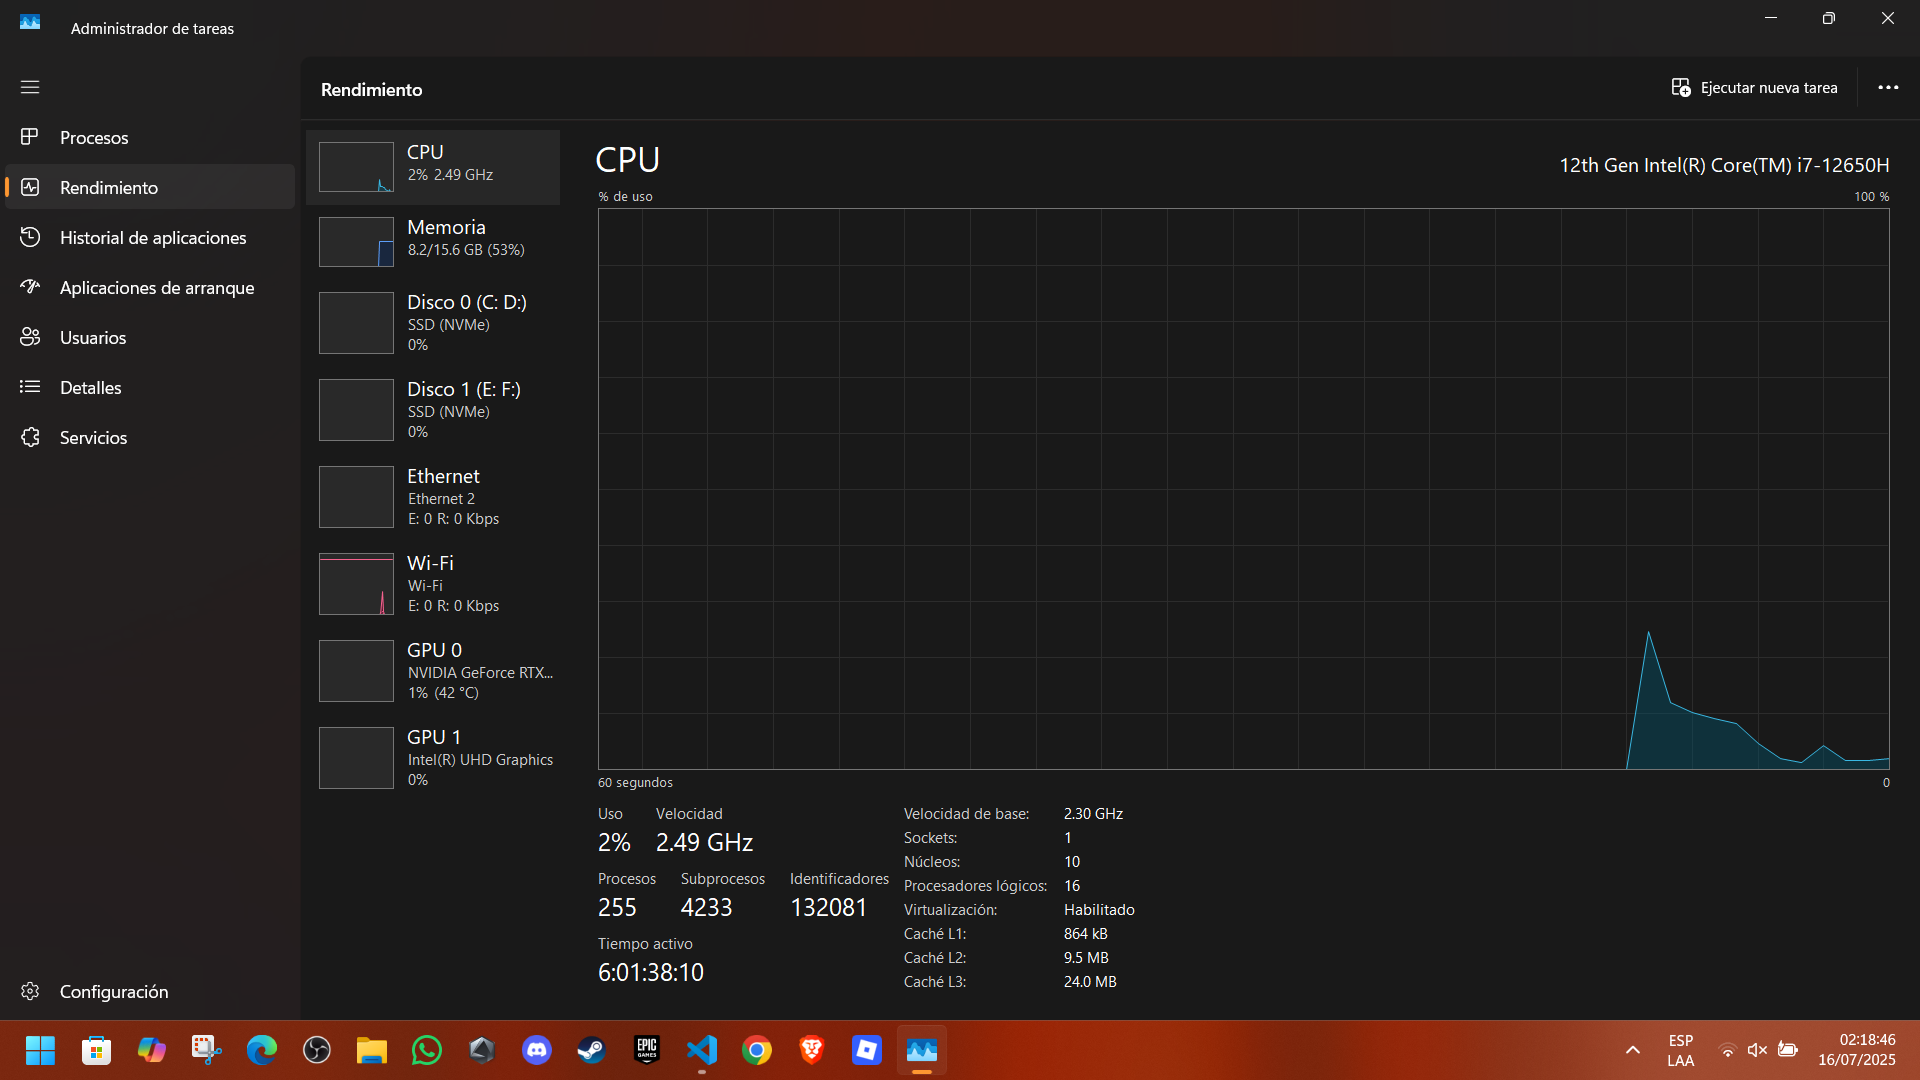 Administrador de tareas
Procesos
Rendimiento
Historial de aplicaciones
Aplicaciones de arranque
Usuarios
Detalles
Servicios
Configuración
Rendimiento
Ejecutar nueva tarea
CPU
2% 2.49 GHz
Memoria
8.2/15.6 GB (53%)
Disco 0 (C: D:)
SSD (NVMe)
0%
Disco 1 (E: F:)
SSD (NVMe)
0%
Ethernet
Ethernet 2
E: 0 R: 0 Kbps
Wi-Fi
Wi-Fi
E: 0 R: 0 Kbps
GPU 0
NVIDIA GeForce RTX...
1% (42 °C)
GPU 1
Intel(R) UHD Graphics
0%
CPU
12th Gen Intel(R) Core(TM) i7-12650H
% de uso
100 %
60 segundos
0
Uso
Velocidad
2%
2.49 GHz
Procesos
Subprocesos
Identificadores
255
4233
132081
Tiempo activo
6:01:38:10
Velocidad de base: 2.30 GHz
Sockets: 1
Núcleos: 10
Procesadores lógicos: 16
Virtualización: Habilitado
Caché L1: 864 kB
Caché L2: 9.5 MB
Caché L3: 24.0 MB
EPIC
GAMES
ESP
LAA
02:18:46
16/07/2025